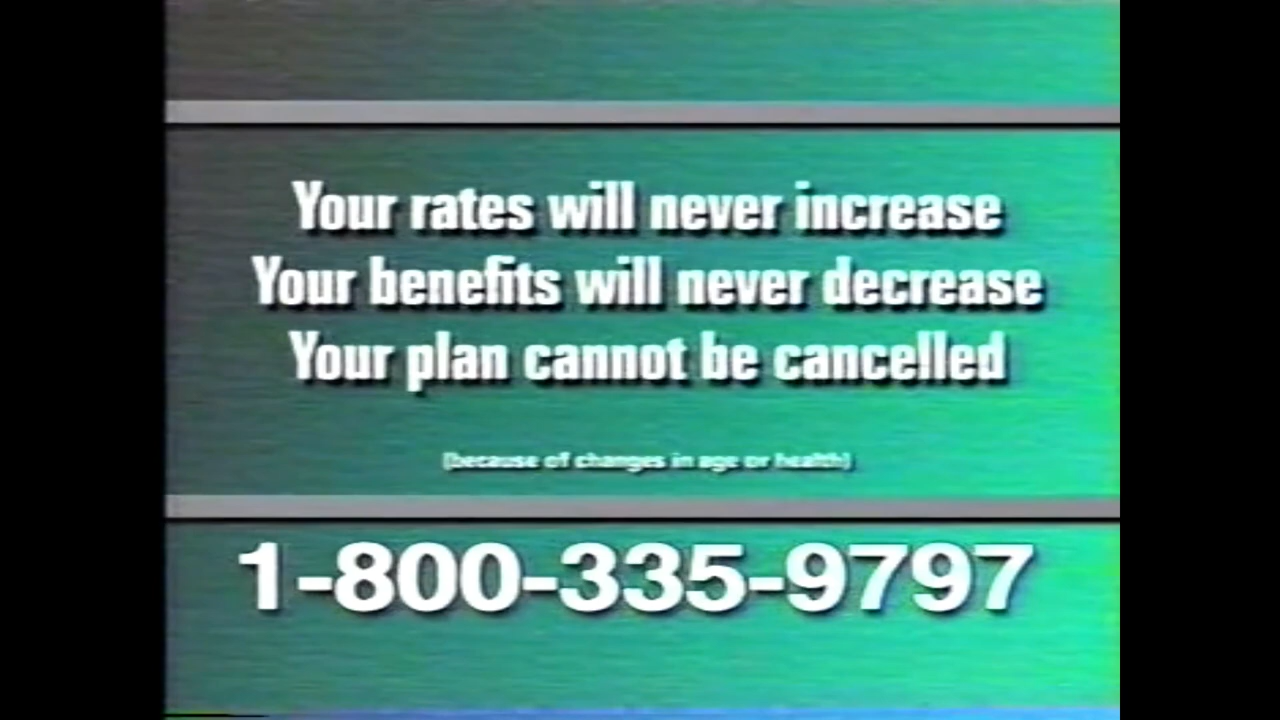 Your rates will never increase
Your benefits will never decrease
Your plan cannot be cancelled
(because of changes in age or health)
1-800-335-9797